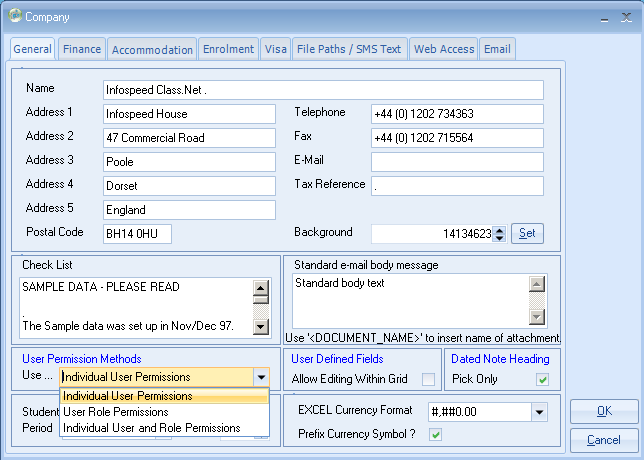 Company
General Finance Accommodation Enrolment Visa File Paths / SMS Text Web Access Email
Name Infospeed Class.Net .
Address 1 Infospeed House Telephone +44 (0) 1202 734363
Address 2 47 Commercial Road Fax +44 (0) 1202 715564
Address 3 Poole E-Mail
Address 4 Dorset Tax Reference .
Address 5 England
Postal Code BH14 0HU Background 14134623 Set
Check List
SAMPLE DATA - PLEASE READ
.
The Sample data was set up in Nov/Dec 97.
Standard e-mail body message
Standard body text
Use '<DOCUMENT_NAME>' to insert name of attachment.
User Permission Methods
Use ... Individual User Permissions
Individual User Permissions
User Role Permissions
Individual User and Role Permissions
User Defined Fields
Allow Editing Within Grid
Dated Note Heading
Pick Only
Student
Period
EXCEL Currency Format #,##0.00
Prefix Currency Symbol ?
OK
Cancel